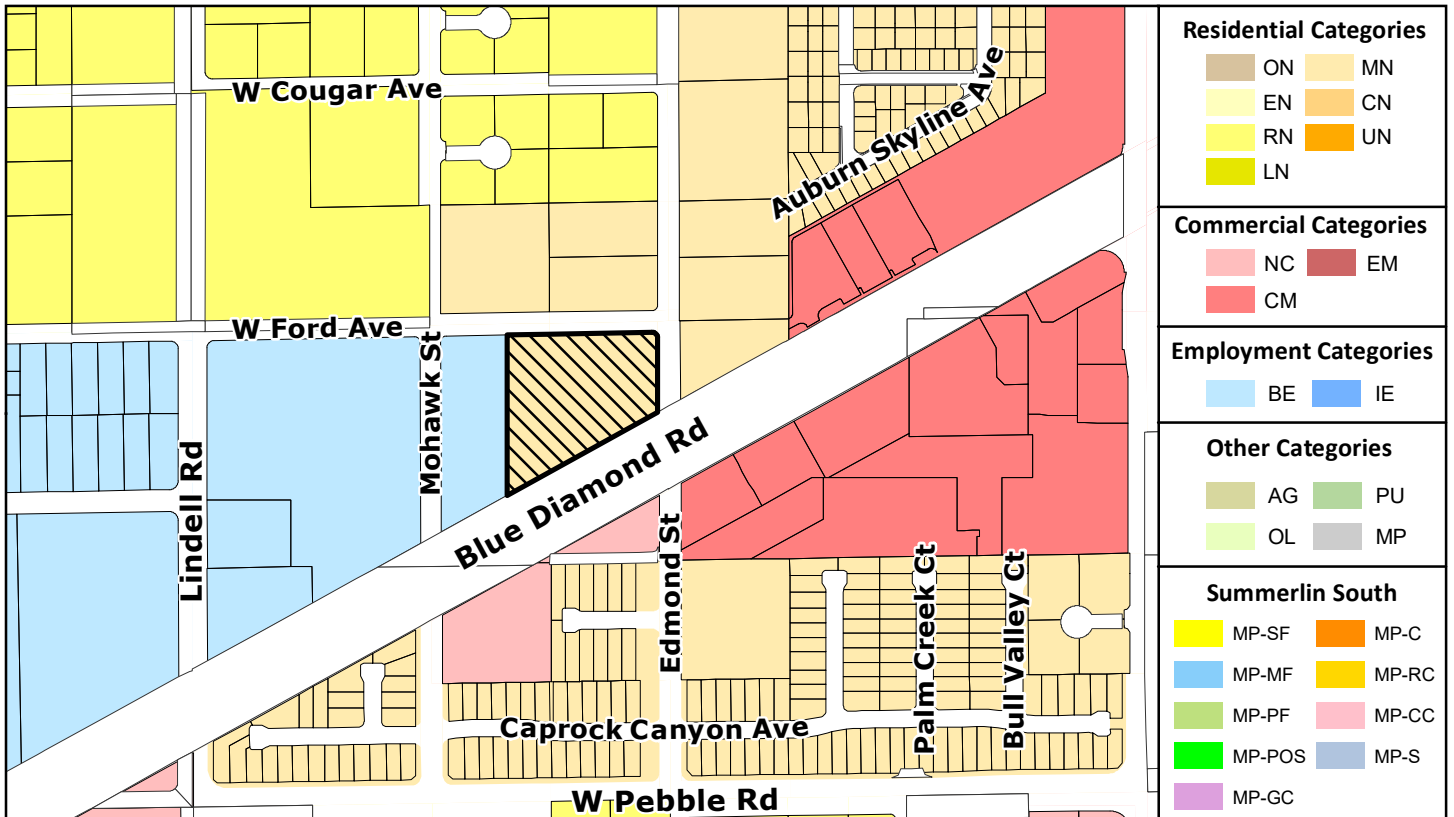 W Cougar Ave
Auburn Skyline Ave
W Ford Ave
Mohawk St
Lindell Rd
Blue Diamond Rd
Edmond St
Palm Creek Ct
Bull Valley Ct
Caprock Canyon Ave
W Pebble Rd
Residential Categories
ON MN
EN CN
RN UN
LN
Commercial Categories
NC EM
CM
Employment Categories
BE IE
Other Categories
AG PU
OL MP
Summerlin South
MP-SF MP-C
MP-MF MP-RC
MP-PF MP-CC
MP-POS MP-S
MP-GC